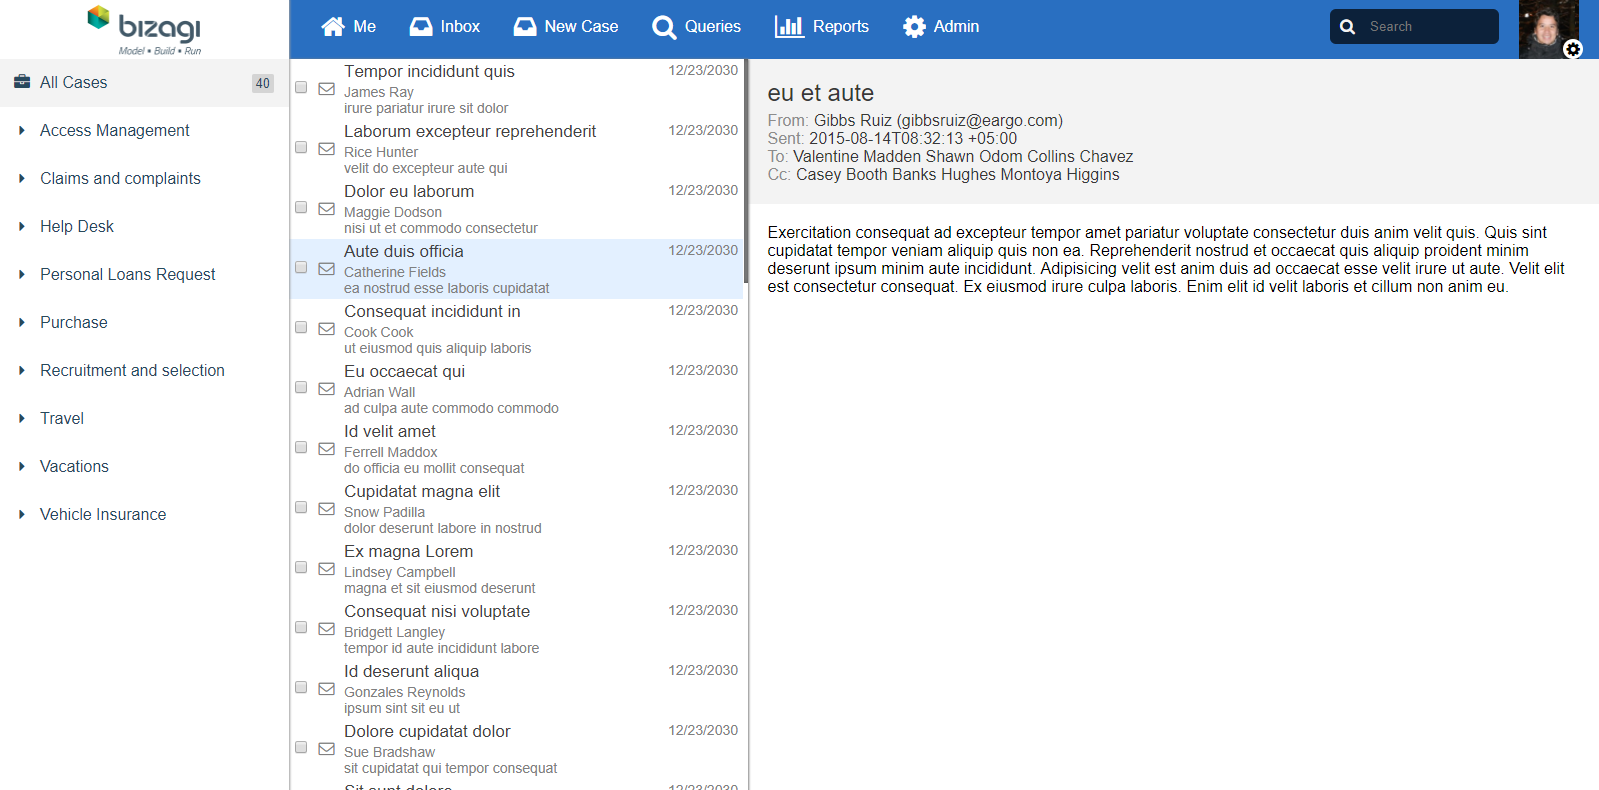 bizagi
Model • Build • Run
Me
Inbox
New Case
Queries
Reports
Admin
Search
All Cases
40
Access Management
Claims and complaints
Help Desk
Personal Loans Request
Purchase
Recruitment and selection
Travel
Vacations
Vehicle Insurance
Tempor incididunt quis
12/23/2030
James Ray
irure pariatur irure sit dolor
Laborum excepteur reprehenderit
12/23/2030
Rice Hunter
velit do excepteur aute qui
Dolor eu laborum
12/23/2030
Maggie Dodson
nisi ut et commodo consectetur
Aute duis officia
12/23/2030
Catherine Fields
ea nostrud esse laboris cupidatat
Consequat incididunt in
12/23/2030
Cook Cook
ut eiusmod quis aliquip laboris
Eu occaecat qui
12/23/2030
Adrian Wall
ad culpa aute commodo commodo
Id velit amet
12/23/2030
Ferrell Maddox
do officia eu mollit consequat
Cupidatat magna elit
12/23/2030
Snow Padilla
dolor deserunt labore in nostrud
Ex magna Lorem
12/23/2030
Lindsey Campbell
magna et sit eiusmod deserunt
Consequat nisi voluptate
12/23/2030
Bridgett Langley
tempor id aute incididunt labore
Id deserunt aliqua
12/23/2030
Gonzales Reynolds
ipsum sint sit eu ut
Dolore cupidatat dolor
12/23/2030
Sue Bradshaw
sit cupidatat qui tempor consequat
Sit sunt dolore
12/23/2030
eu et aute
From: Gibbs Ruiz (gibbsruiz@eargo.com)
Sent: 2015-08-14T08:32:13 +05:00
To: Valentine Madden Shawn Odom Collins Chavez
Cc: Casey Booth Banks Hughes Montoya Higgins
Exercitation consequat ad excepteur tempor amet pariatur voluptate consectetur duis anim velit quis. Quis sint
cupidatat tempor veniam aliquip quis non ea. Reprehenderit nostrud et occaecat quis aliquip proident minim
deserunt ipsum minim aute incididunt. Adipisicing velit est anim duis ad occaecat esse velit irure ut aute. Velit elit
est consectetur consequat. Ex eiusmod irure culpa laboris. Enim elit id velit laboris et cillum non anim eu.